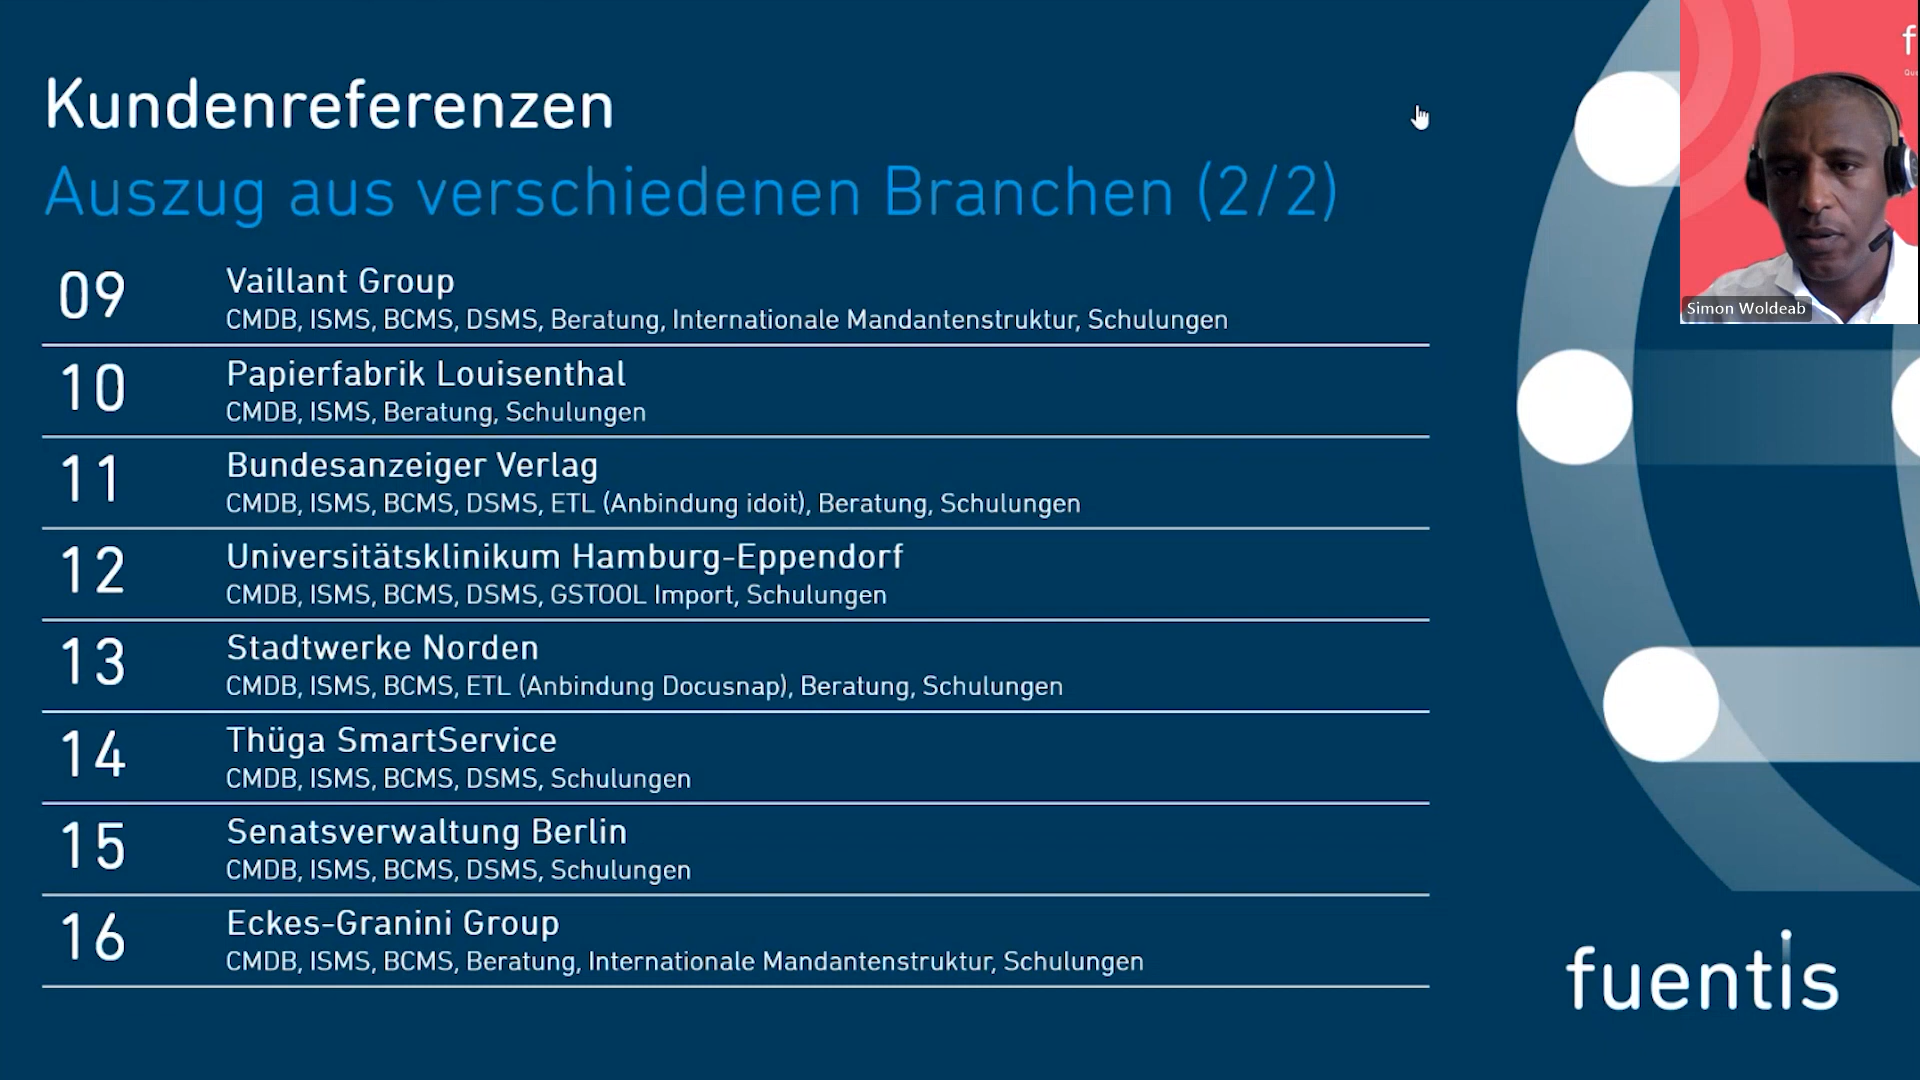 Kundenreferenzen
Auszug aus verschiedenen Branchen (2/2)
09
Vaillant Group
CMDB, ISMS, BCMS, DSMS, Beratung, Internationale Mandantenstruktur, Schulungen
10
Papierfabrik Louisenthal
CMDB, ISMS, Beratung, Schulungen
11
Bundesanzeiger Verlag
CMDB, ISMS, BCMS, DSMS, ETL (Anbindung idoit), Beratung, Schulungen
12
Universitätsklinikum Hamburg-Eppendorf
CMDB, ISMS, BCMS, DSMS, GSTOOL Import, Schulungen
13
Stadtwerke Norden
CMDB, ISMS, BCMS, ETL (Anbindung Docusnap), Beratung, Schulungen
14
Thüga SmartService
CMDB, ISMS, BCMS, DSMS, Schulungen
15
Senatsverwaltung Berlin
CMDB, ISMS, BCMS, DSMS, Schulungen
16
Eckes-Granini Group
CMDB, ISMS, BCMS, Beratung, Internationale Mandantenstruktur, Schulungen
Simon Woldeab
fuentis